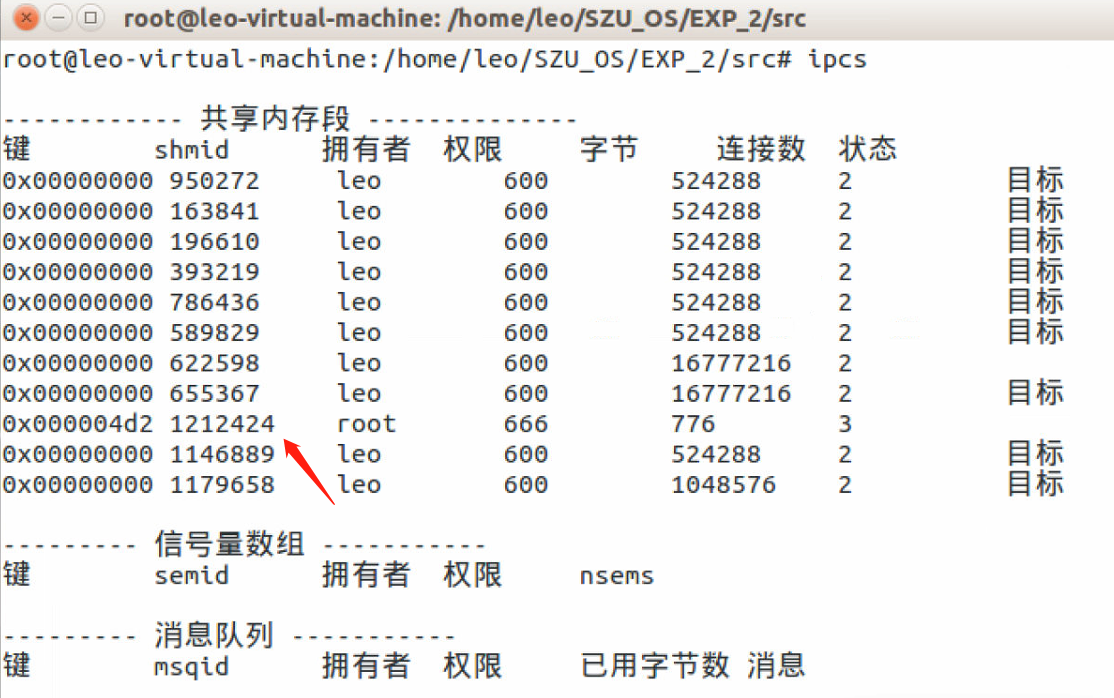 root@leo-virtual-machine: /home/leo/SZU_OS/EXP_2/src
root@leo-virtual-machine:/home/leo/SZU_OS/EXP_2/src# ipcs
------------ 共享内存段 --------------
键 shmid 拥有者 权限 字节 连接数 状态
0x00000000 950272 leo 600 524288 2 目标
0x00000000 163841 leo 600 524288 2 目标
0x00000000 196610 leo 600 524288 2 目标
0x00000000 393219 leo 600 524288 2 目标
0x00000000 786436 leo 600 524288 2 目标
0x00000000 589829 leo 600 524288 2 目标
0x00000000 622598 leo 600 16777216 2
0x00000000 655367 leo 600 16777216 2 目标
0x000004d2 1212424 root 666 776 3
0x00000000 1146889 leo 600 524288 2 目标
0x00000000 1179658 leo 600 1048576 2 目标
--------- 信号量数组 -----------
键 semid 拥有者 权限 nsems
--------- 消息队列 -----------
键 msqid 拥有者 权限 已用字节数 消息